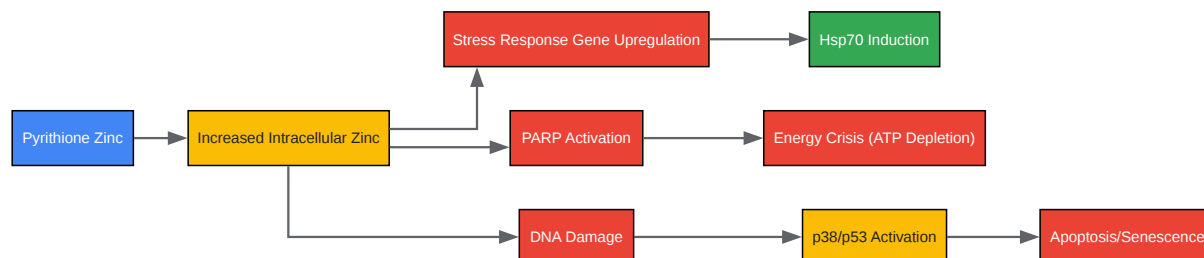 Stress Response Gene Upregulation
Hsp70 Induction
Pyrithione Zinc
Increased Intracellular Zinc
PARP Activation
Energy Crisis (ATP Depletion)
DNA Damage
p38/p53 Activation
Apoptosis/Senescence